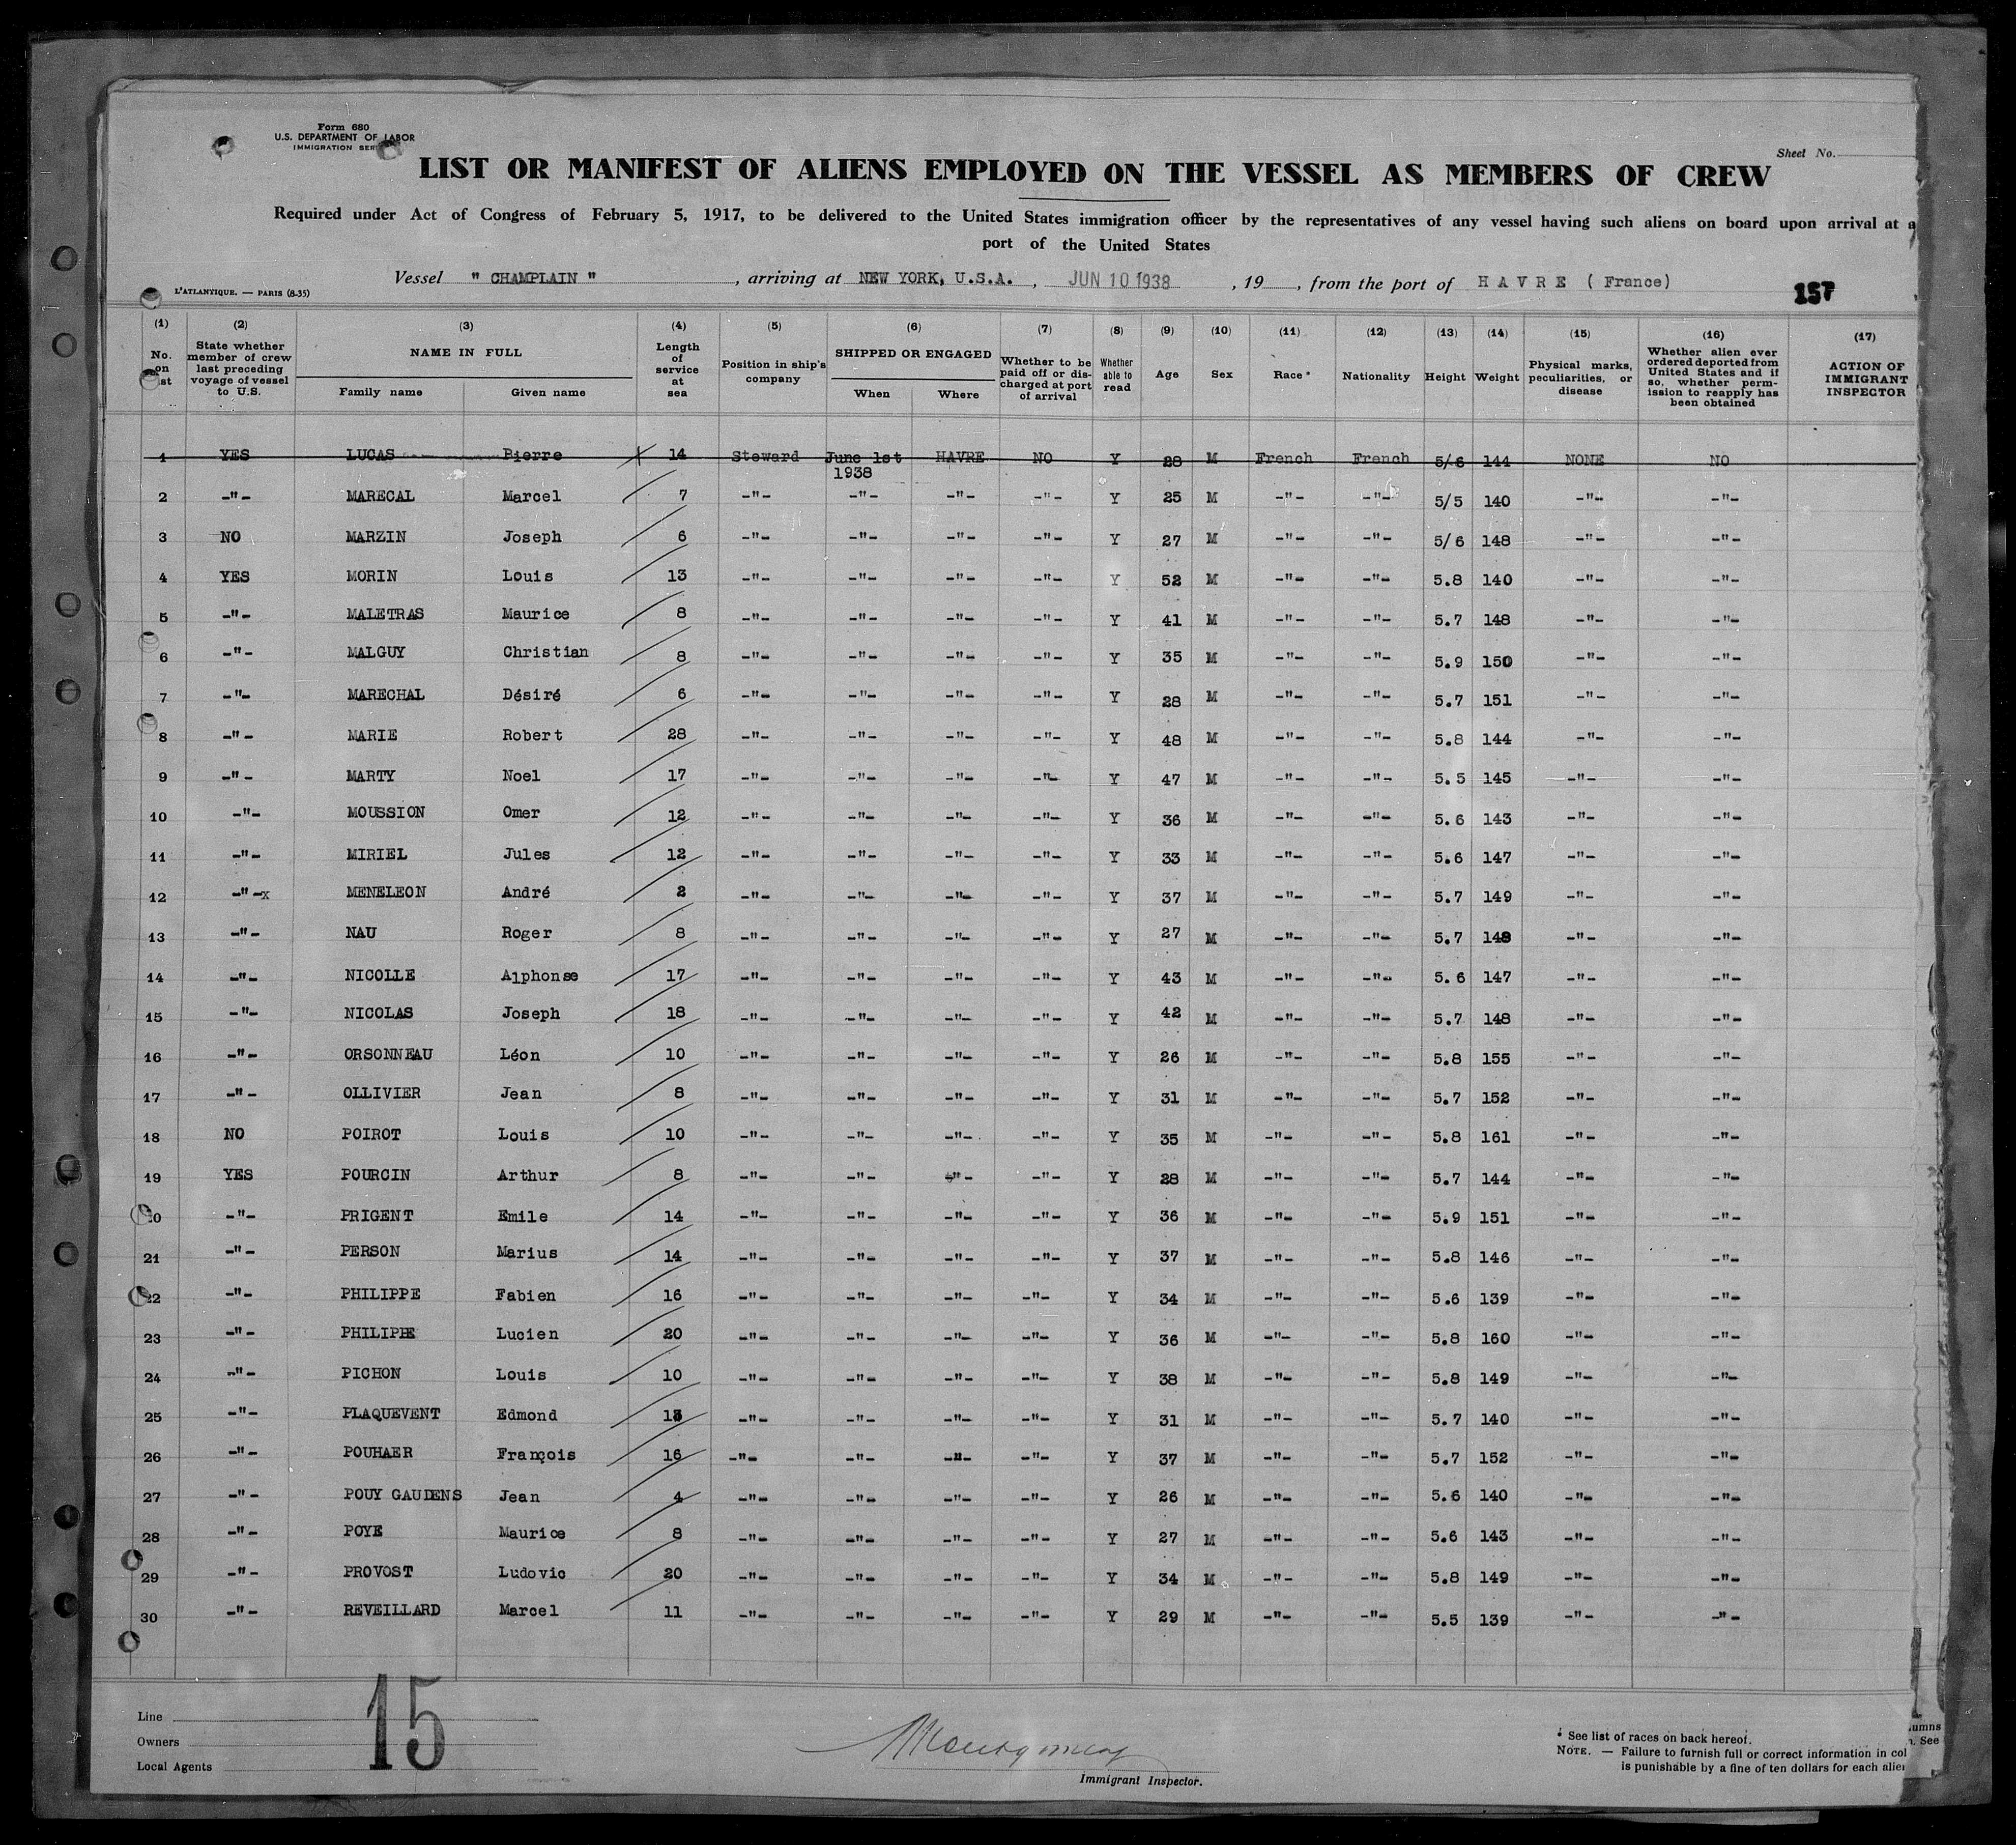 Form 680
U.S. DEPARTMENT OF LABOR
IMMIGRATION SER
Sheet No.
LIST OR MANIFEST OF ALIENS EMPLOYED ON THE VESSEL AS MEMBERS OF CREW
Required under Act of Congress of February 5, 1917, to be delivered to the United States immigration officer by the representatives of any vessel having such aliens on board upon arrival at a
port of the United States
Vessel " CHAMPLAIN " , arriving at NEW YORK, U.S.A. , JUN 10 1938 , 19 , from the port of HAVRE ( France)
L'ATLANTIQUE. — PARIS (8-35)
157
(1) (2) (3) (4) (5) (6) (7) (8) (9) (10) (11) (12) (13) (14) (15) (16) (17)
No. on ist State whether member of crew last preceding voyage of vessel to U.S. NAME IN FULL Family name Given name Length of service at sea Position in ship's company SHIPPED OR ENGAGED When Where Whether to be paid off or discharged at port of arrival Whether able to read Age Sex Race * Nationality Height Weight Physical marks, peculiarities, or disease Whether alien ever ordered deported from United States and if so, whether permission to reapply has been obtained ACTION OF IMMIGRANT INSPECTOR
1 YES LUCAS Pierre 14 Steward June 1st 1938 HAVRE NO Y 28 M French French 5/6 144 NONE NO
2 -"- MARECAL Marcel 7 -"- -"- -"- -"- Y 25 M -"- -"- 5/5 140 -"- -"-
3 NO MARZIN Joseph 6 -"- -"- -"- -"- Y 27 M -"- -"- 5/6 148 -"- -"-
4 YES MORIN Louis 13 -"- -"- -"- -"- Y 52 M -"- -"- 5.8 140 -"- -"-
5 -"- MALETRAS Maurice 8 -"- -"- -"- -"- Y 41 M -"- -"- 5.7 148 -"- -"-
6 -"- MALGUY Christian 8 -"- -"- -"- -"- Y 35 M -"- -"- 5.9 150 -"- -"-
7 -"- MARECHAL Désiré 6 -"- -"- -"- -"- Y 28 M -"- -"- 5.7 151 -"- -"-
8 -"- MARIE Robert 28 -"- -"- -"- -"- Y 48 M -"- -"- 5.8 144 -"- -"-
9 -"- MARTY Noel 17 -"- -"- -"- -"- Y 47 M -"- -"- 5.5 145 -"- -"-
10 -"- MOUSSION Omer 12 -"- -"- -"- -"- Y 36 M -"- -"- 5.6 143 -"- -"-
11 -"- MIRIEL Jules 12 -"- -"- -"- -"- Y 33 M -"- -"- 5.6 147 -"- -"-
12 -"-x MENELEON André 2 -"- -"- -"- -"- Y 37 M -"- -"- 5.7 149 -"- -"-
13 -"- NAU Roger 8 -"- -"- -"- -"- Y 27 M -"- -"- 5.7 148 -"- -"-
14 -"- NICOLLE Alphonse 17 -"- -"- -"- -"- Y 43 M -"- -"- 5.6 147 -"- -"-
15 -"- NICOLAS Joseph 18 -"- -"- -"- -"- Y 42 M -"- -"- 5.7 148 -"- -"-
16 -"- ORSONNEAU Léon 10 -"- -"- -"- -"- Y 26 M -"- -"- 5.8 155 -"- -"-
17 -"- OLLIVIER Jean 8 -"- -"- -"- -"- Y 31 M -"- -"- 5.7 152 -"- -"-
18 NO POIROT Louis 10 -"- -"- -"- -"- Y 35 M -"- -"- 5.8 161 -"- -"-
19 YES POURCIN Arthur 8 -"- -"- -"- -"- Y 28 M -"- -"- 5.7 144 -"- -"-
20 -"- PRIGENT Emile 14 -"- -"- -"- -"- Y 36 M -"- -"- 5.9 151 -"- -"-
21 -"- PERSON Marius 14 -"- -"- -"- -"- Y 37 M -"- -"- 5.8 146 -"- -"-
22 -"- PHILIPPE Fabien 16 -"- -"- -"- -"- Y 34 M -"- -"- 5.6 139 -"- -"-
23 -"- PHILIPPE Lucien 20 -"- -"- -"- -"- Y 36 M -"- -"- 5.8 160 -"- -"-
24 -"- PICHON Louis 10 -"- -"- -"- -"- Y 38 M -"- -"- 5.8 149 -"- -"-
25 -"- PLAQUEVENT Edmond 13 -"- -"- -"- -"- Y 31 M -"- -"- 5.7 140 -"- -"-
26 -"- POUHAER François 16 -"- -"- -"- -"- Y 37 M -"- -"- 5.7 152 -"- -"-
27 -"- POUY GAUDENS Jean 4 -"- -"- -"- -"- Y 26 M -"- -"- 5.6 140 -"- -"-
28 -"- POYE Maurice 8 -"- -"- -"- -"- Y 27 M -"- -"- 5.6 143 -"- -"-
29 -"- PROVOST Ludovic 20 -"- -"- -"- -"- Y 34 M -"- -"- 5.8 149 -"- -"-
30 -"- REVEILLARD Marcel 11 -"- -"- -"- -"- Y 29 M -"- -"- 5.5 139 -"- -"-
Line
Owners
Local Agents
15
Montgomery
Immigrant Inspector.
* See list of races on back hereof.
NOTE. — Failure to furnish full or correct information in col
is punishable by a fine of ten dollars for each alien
umns
. See